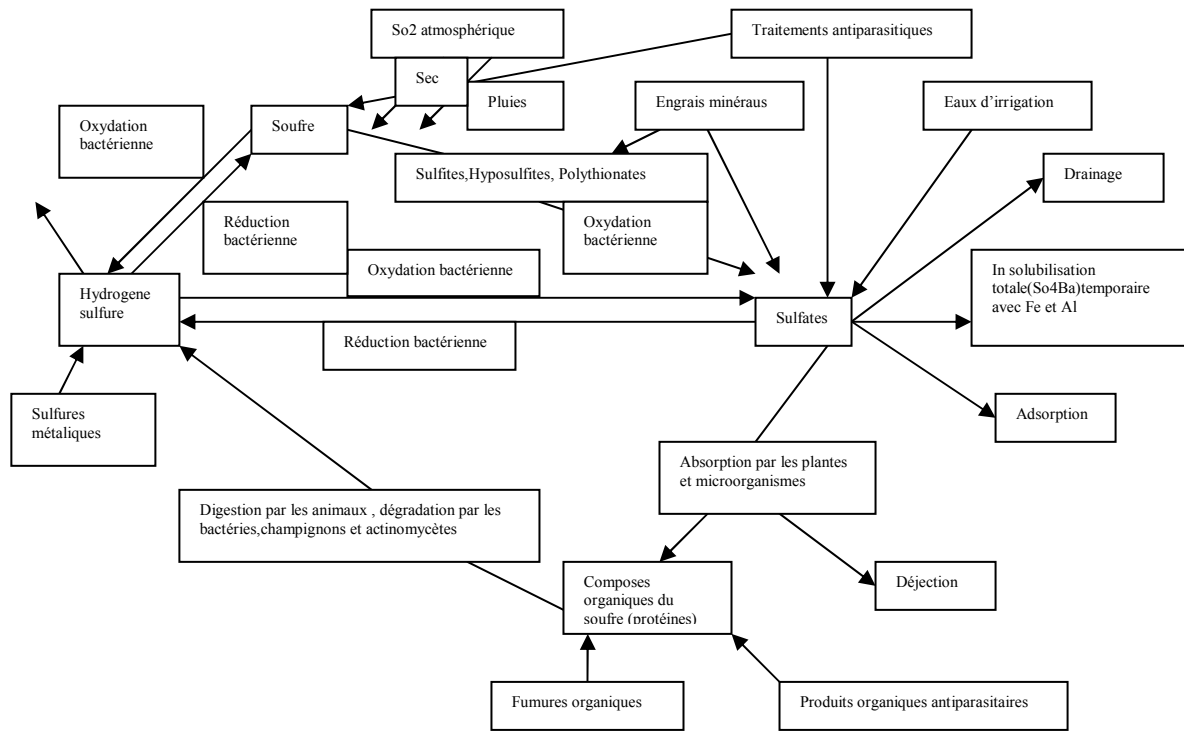 So2 atmosphérique
Traitements antiparasitiques
Sec
Pluies
Engrais minéraus
Eaux d’irrigation
Oxydation
bactérienne
Soufre
Sulfites,Hyposulfites, Polythionates
Drainage
Réduction
bactérienne
Oxydation
bactérienne
Oxydation bactérienne
In solubilisation
totale(So4Ba)temporaire
avec Fe et Al
Hydrogene
sulfure
Sulfates
Réduction bactérienne
Sulfures
métaliques
Adsorption
Absorption par les plantes
et microorganismes
Digestion par les animaux , dégradation par les
bactéries,champignons et actinomycètes
Composes
organiques du
soufre (protéines)
Déjection
Fumures organiques
Produits organiques antiparasitaires